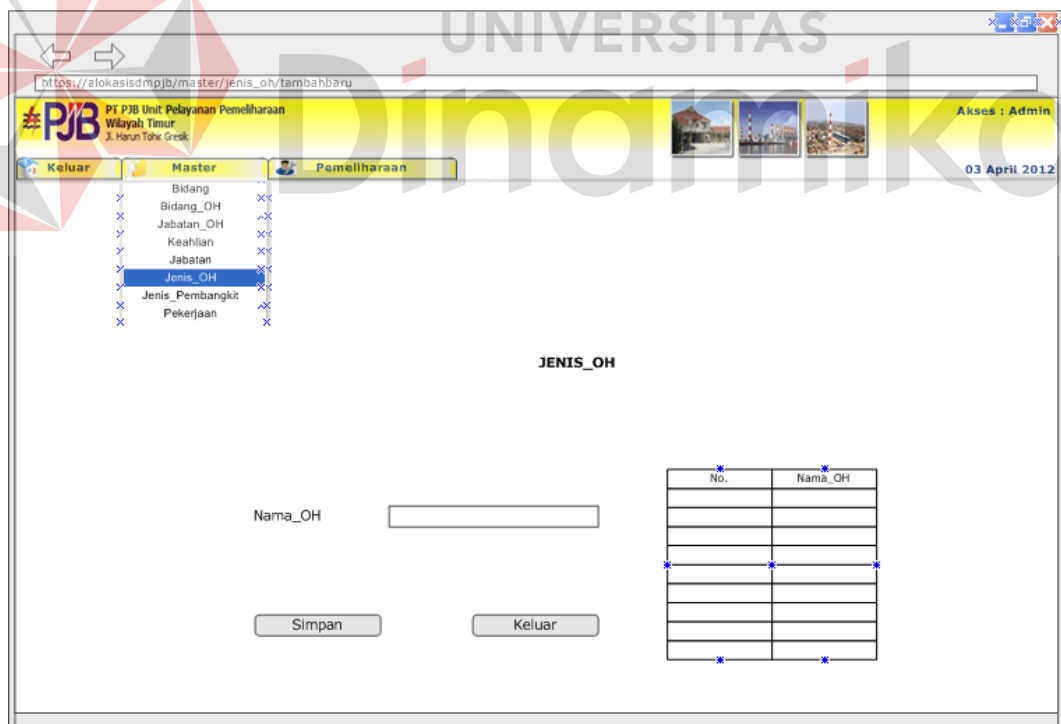 UNIVERSITAS
Dinamika
https://alokasisdmpjb/master/jenis_oh/tambahbaru
PJB
PT PJB Unit Pelayanan Pemeliharaan
Wilayah Timur
Jl. Harun Tohir Gresik
Akses : Admin
Keluar Master Pemeliharaan
03 April 2012
Bidang
Bidang_OH
Jabatan_OH
Keahlian
Jabatan
Jenis_OH
Jenis_Pembangkit
Pekerjaan
JENIS_OH
No. Nama_OH
Nama_OH
Simpan Keluar